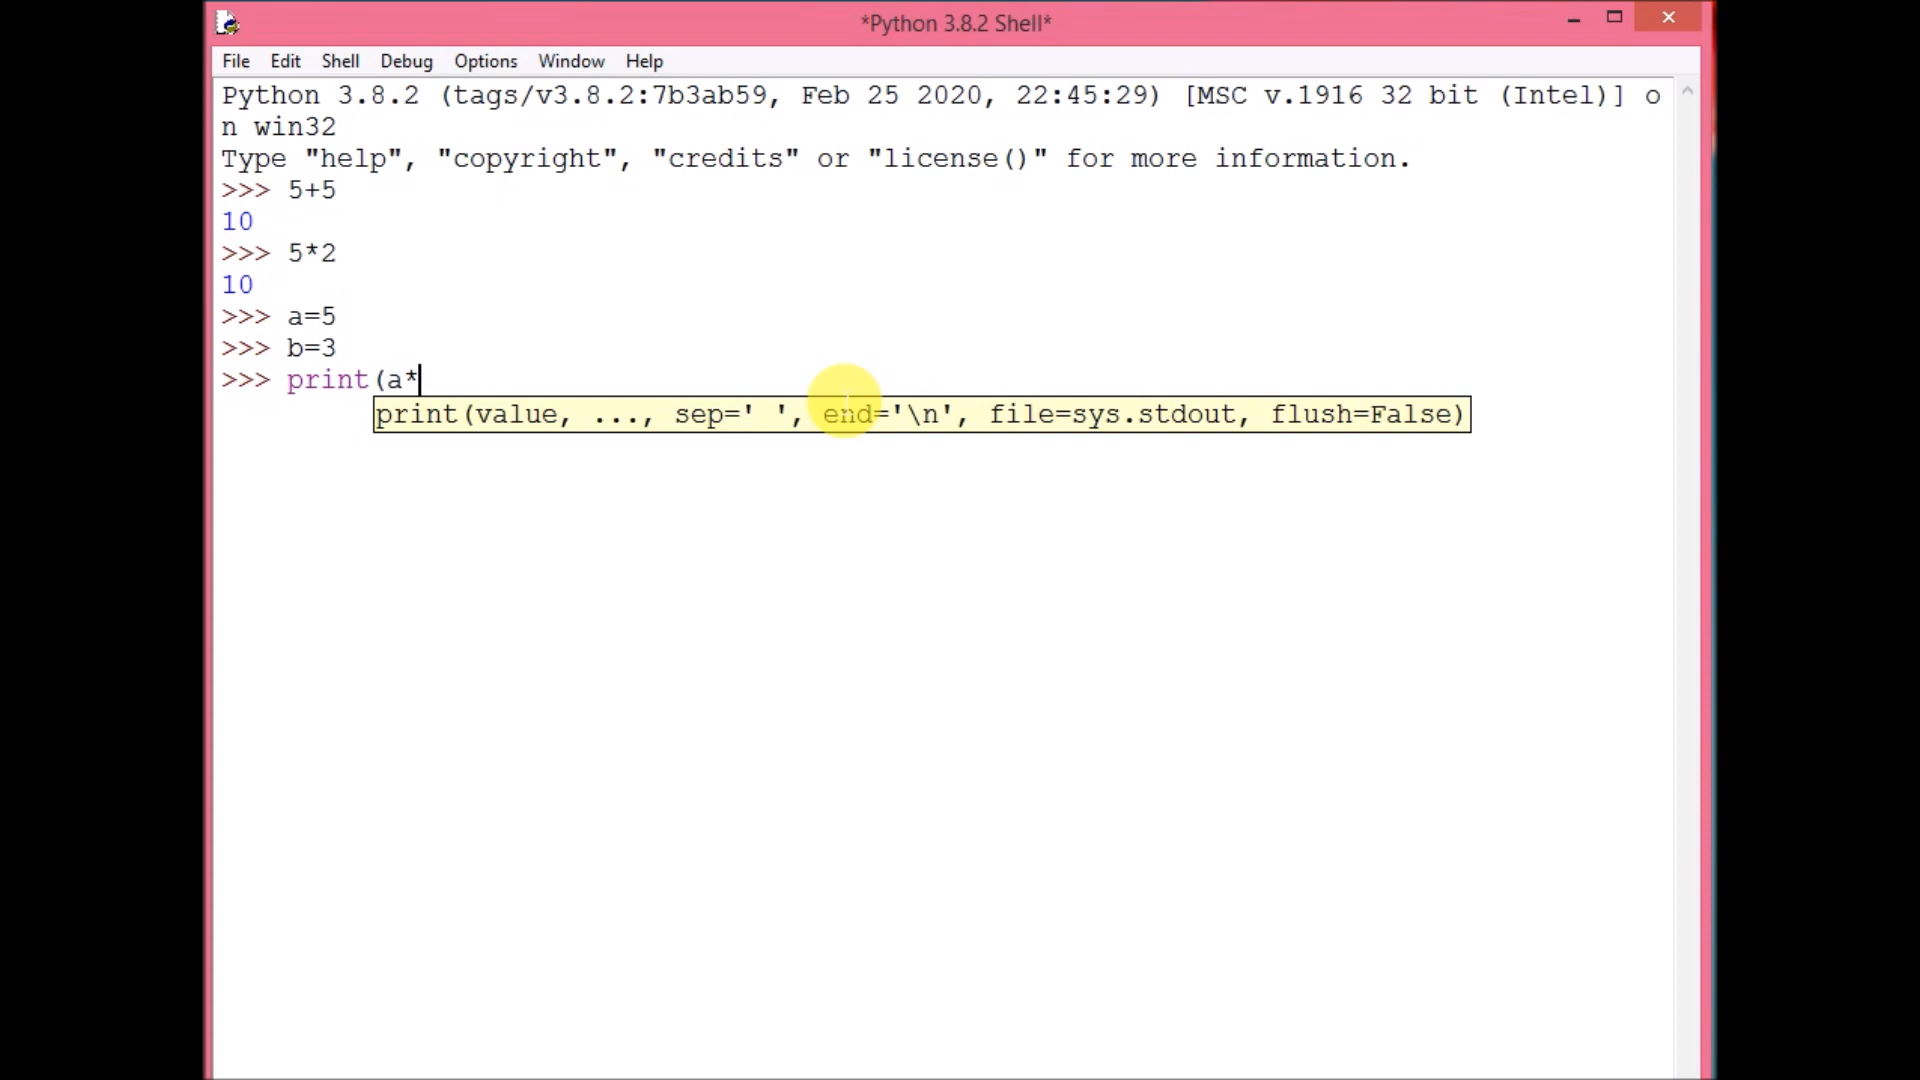 *Python 3.8.2 Shell*
File Edit Shell Debug Options Window Help
Python 3.8.2 (tags/v3.8.2:7b3ab59, Feb 25 2020, 22:45:29) [MSC v.1916 32 bit (Intel)] o
n win32
Type "help", "copyright", "credits" or "license()" for more information.
>>> 5+5
10
>>> 5*2
10
>>> a=5
>>> b=3
>>> print(a*
print(value, ..., sep=' ', end='\n', file=sys.stdout, flush=False)